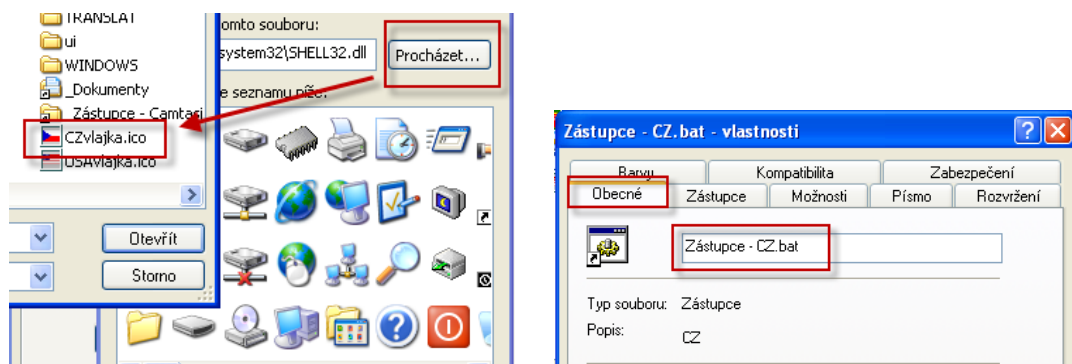 TRANSLAT
ui
WINDOWS
_Dokumenty
_Zástupce - Camtasi
CZvlajka.ico
USAvlajka.ico
Otevřít
Storno
omto souboru:
system32\SHELL32.dll
Procházet...
e seznamu níže:
Zástupce - CZ.bat - vlastnosti
Barvy
Kompatibilita
Zabezpečení
Obecné
Zástupce
Možnosti
Písmo
Rozvržení
Zástupce - CZ.bat
Typ souboru: Zástupce
Popis: CZ